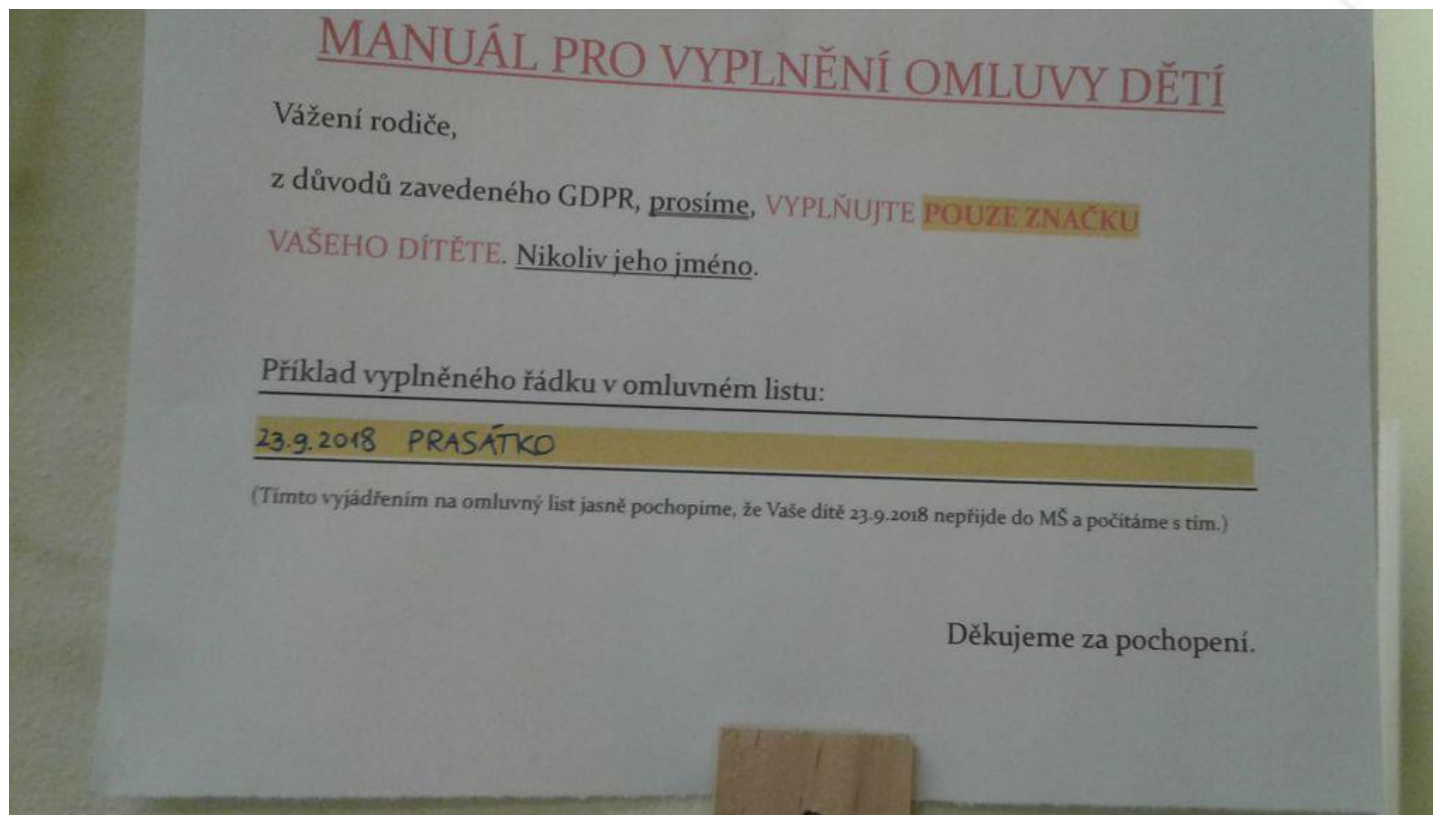 MANUÁL PRO VYPLNĚNÍ OMLUVY DĚTÍ
Vážení rodiče,
z důvodů zavedeného GDPR, prosíme, VYPLŇUJTE POUZE ZNAČKU
VAŠEHO DÍTĚTE. Nikoliv jeho jméno.
Příklad vyplněného řádku v omluvném listu:
23.9.2018 PRASÁTKO
(Tímto vyjádřením na omluvný list jasně pochopíme, že Vaše dítě 23.9.2018 nepřijde do MŠ a počítáme s tím.)
Děkujeme za pochopení.